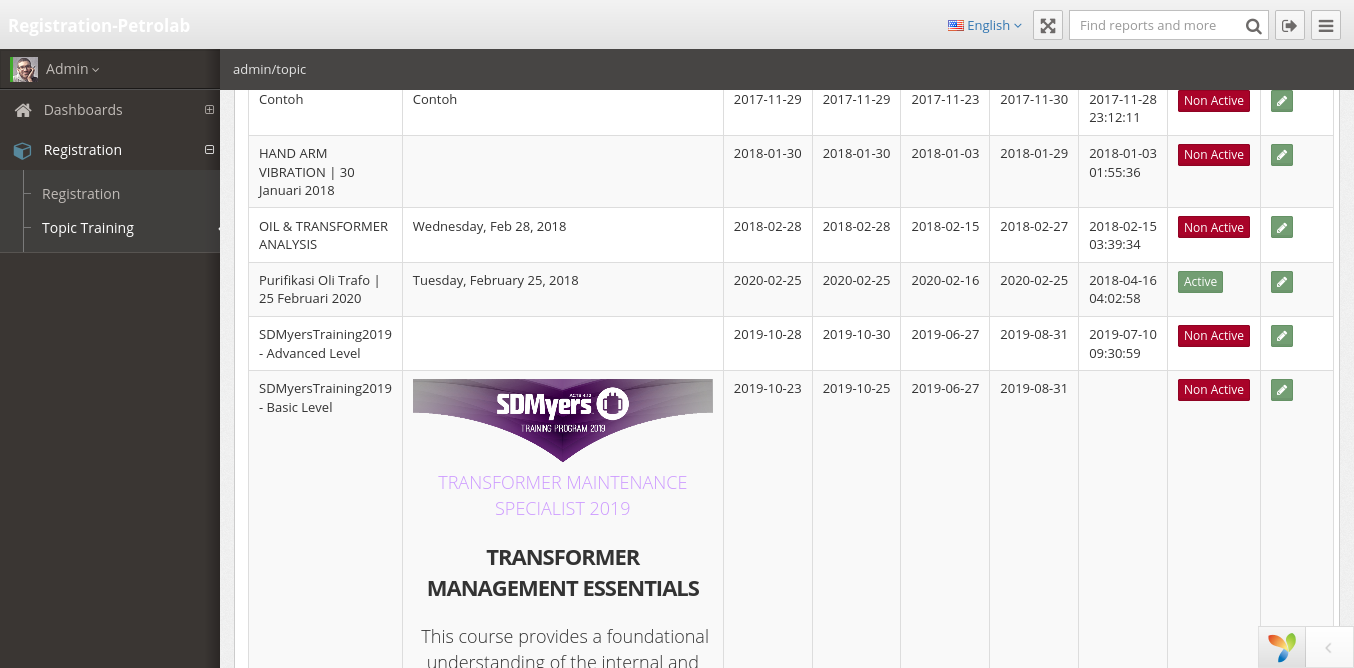 Registration-Petrolab
English
Find reports and more
Admin
admin/topic
Dashboards
Registration
Registration
Topic Training
Contoh
Contoh
2017-11-29
2017-11-29
2017-11-23
2017-11-30
2017-11-28
23:12:11
Non Active
HAND ARM
VIBRATION | 30
Januari 2018
2018-01-30
2018-01-30
2018-01-03
2018-01-29
2018-01-03
01:55:36
Non Active
OIL & TRANSFORMER
ANALYSIS
Wednesday, Feb 28, 2018
2018-02-28
2018-02-28
2018-02-15
2018-02-27
2018-02-15
03:39:34
Non Active
Purifikasi Oli Trafo |
25 Februari 2020
Tuesday, February 25, 2018
2020-02-25
2020-02-25
2020-02-16
2020-02-25
2018-04-16
04:02:58
Active
SDMyersTraining2019
- Advanced Level
2019-10-28
2019-10-30
2019-06-27
2019-08-31
2019-07-10
09:30:59
Non Active
SDMyersTraining2019
- Basic Level
SDMyers
TRAINING PROGRAM 2019
TRANSFORMER MAINTENANCE
SPECIALIST 2019
TRANSFORMER
MANAGEMENT ESSENTIALS
This course provides a foundational
understanding of the internal and
2019-10-23
2019-10-25
2019-06-27
2019-08-31
Non Active